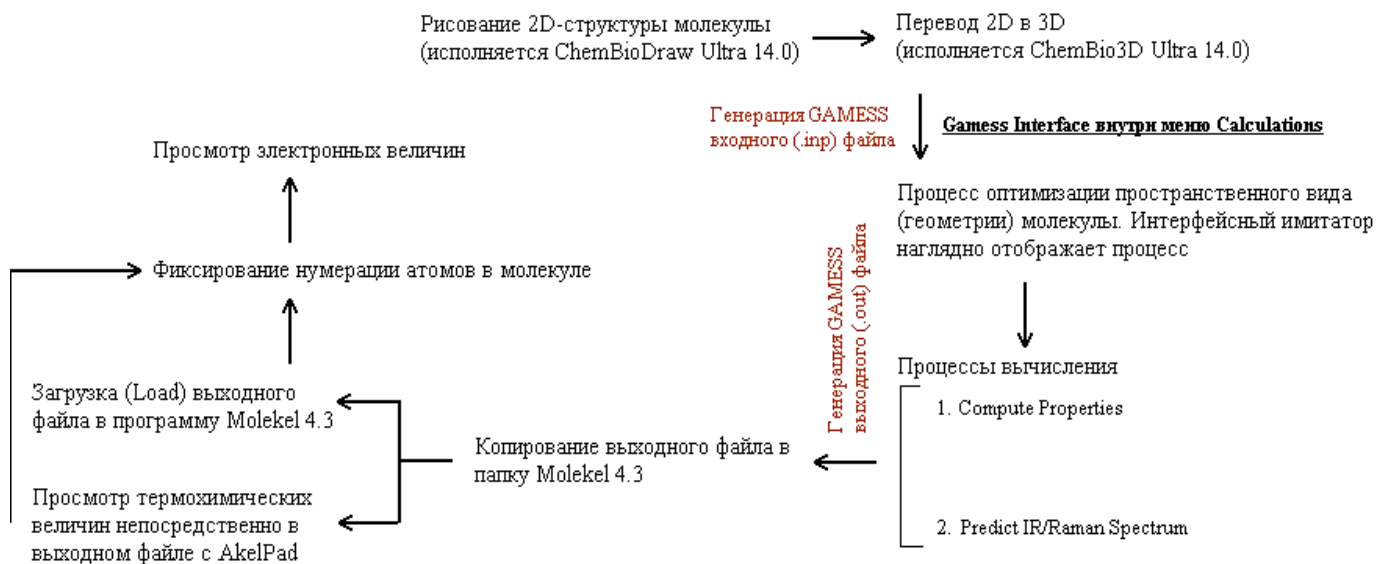 Рисование 2D-структуры молекулы
(исполняется ChemBioDraw Ultra 14.0)
Перевод 2D в 3D
(исполняется ChemBio3D Ultra 14.0)
Генерация GAMESS
входного (.inp) файла
Gamess Interface внутри меню Calculations
Процесс оптимизации пространственного вида
(геометрии) молекулы. Интерфейсный имитатор
наглядно отображает процесс
Процессы вычисления
1. Compute Properties
2. Predict IR/Raman Spectrum
Генерация GAMESS
выходного (.out) файла
Копирование выходного файла в
папку Molekel 4.3
Загрузка (Load) выходного
файла в программу Molekel 4.3
Просмотр термохимических
величин непосредственно в
выходном файле с AkelPad
Фиксирование нумерации атомов в молекуле
Просмотр электронных величин